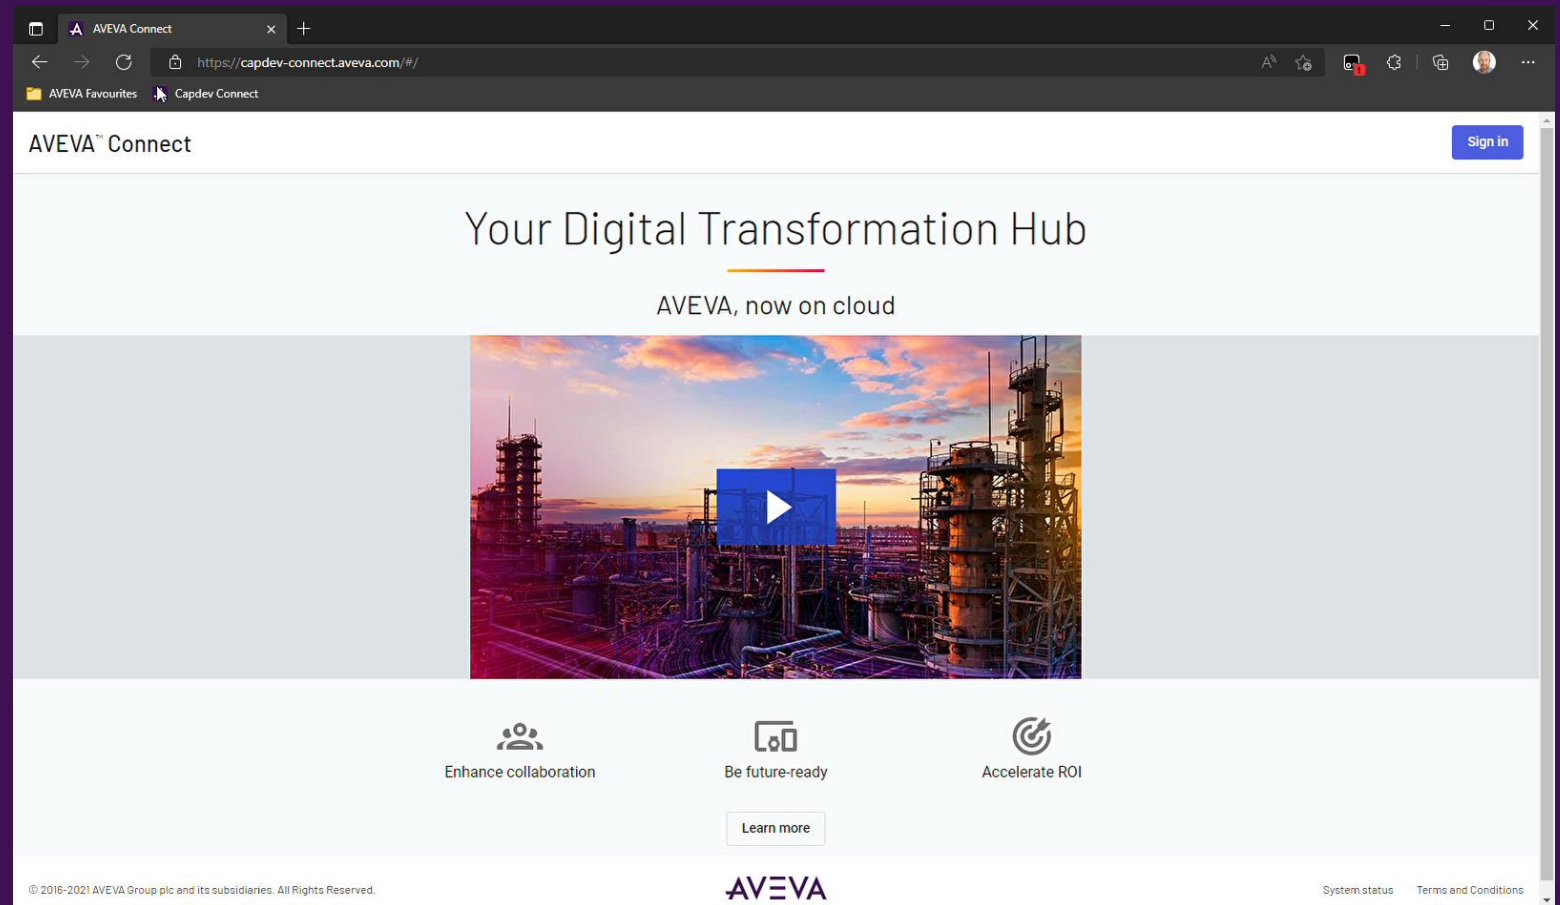 AVEVA Connect
https://capdev-connect.aveva.com/#/
1
AVEVA Favourites Capdev Connect
AVEVA™ Connect
Sign in
Your Digital Transformation Hub
AVEVA, now on cloud
Enhance collaboration
Be future-ready
Accelerate ROI
Learn more
© 2016-2021 AVEVA Group plc and its subsidiaries. All Rights Reserved.
AVEVA
System status Terms and Conditions